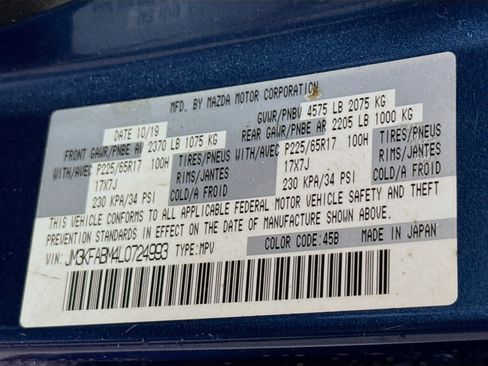 MFD. BY MAZDA MOTOR CORPORATION
DATE 10/19 GVWR/PNBV 4575 LB 2075 KG
FRONT GAWR/PNBE AV 2370 LB 1075 KG REAR GAWR/PNBE AR 2205 LB 1000 KG
WITH/AVEC P225/65R17 100H TIRES/PNEUS WITH/AVEC P225/65R17 100H TIRES/PNEUS
17X7J RIMS/JANTES 17X7J RIMS/JANTES
230 KPA/34 PSI COLD/A FROID 230 KPA/34 PSI COLD/A FROID
THIS VEHICLE CONFORMS TO ALL APPLICABLE FEDERAL MOTOR VEHICLE SAFETY AND THEFT
PREVENTION STANDARDS IN EFFECT ON THE DATE OF MANUFACTURE SHOWN ABOVE.
VIN: JM3KFABM4L0724993 TYPE: MPV COLOR CODE: 45B MADE IN JAPAN